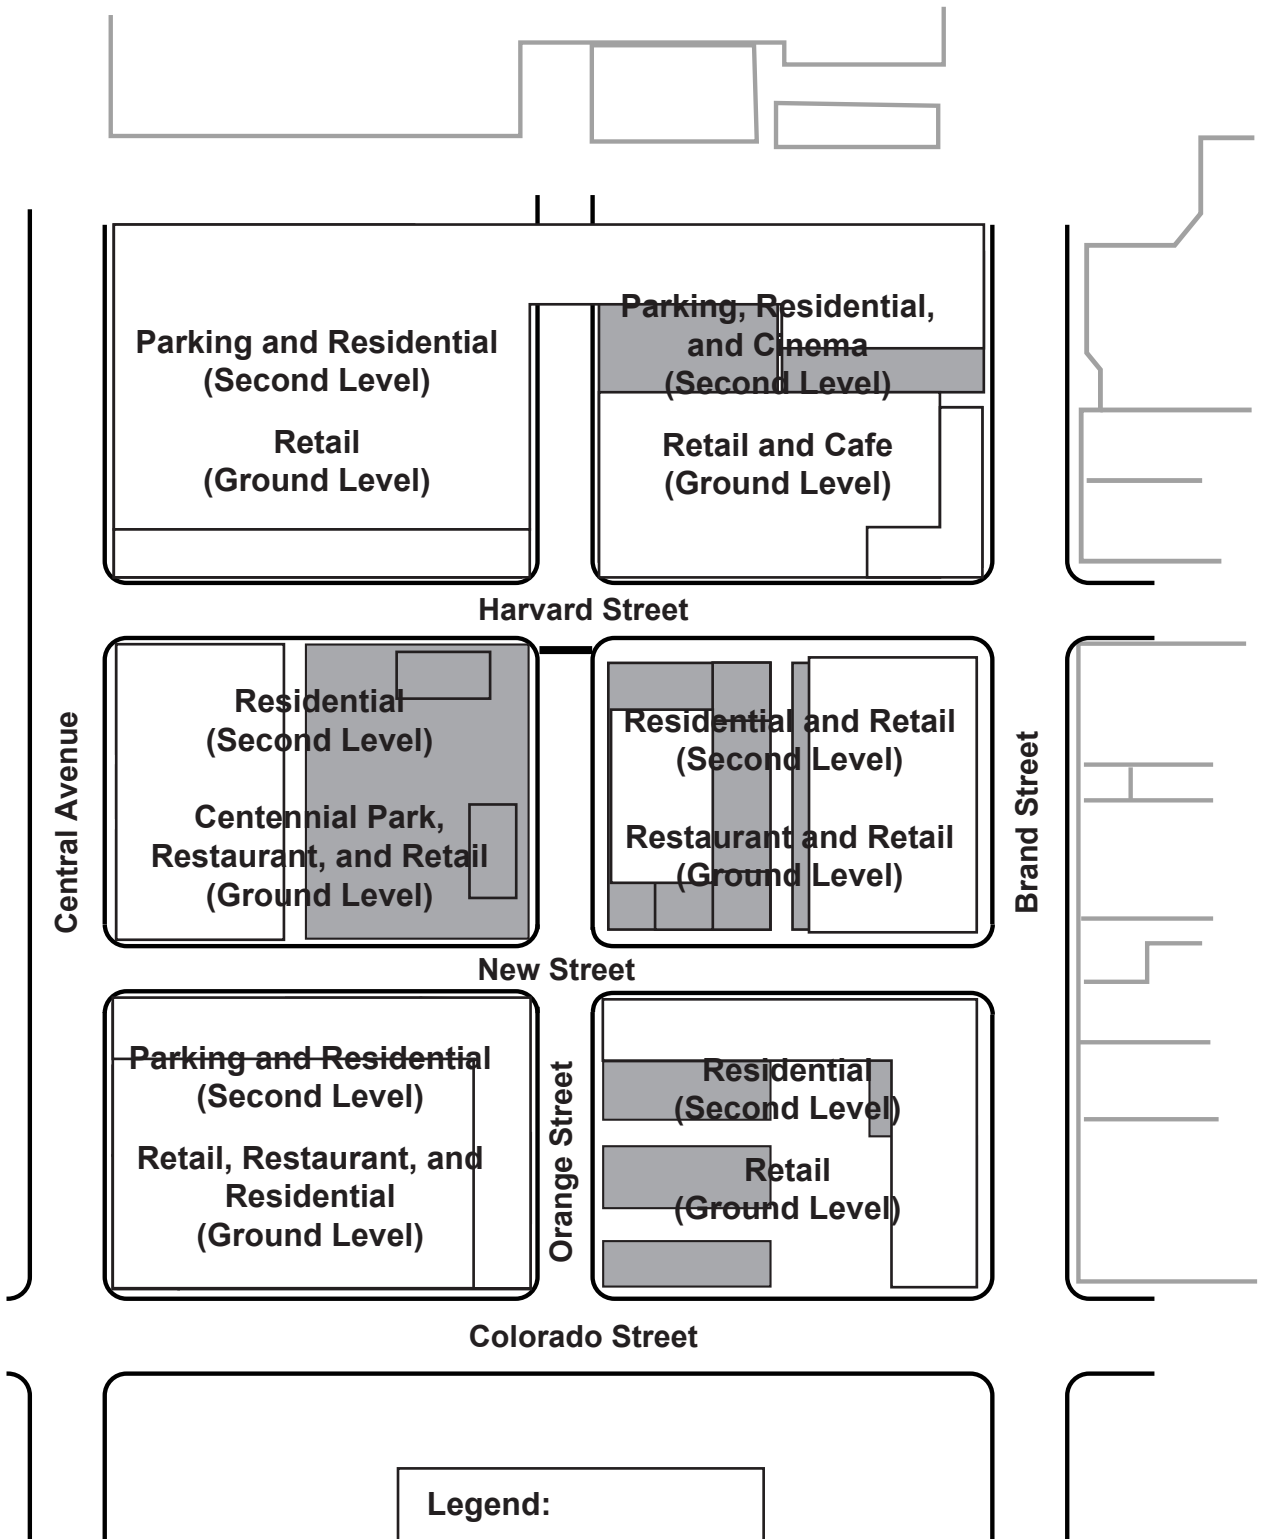 Parking and Residential
(Second Level)
Retail
(Ground Level)
Parking, Residential,
and Cinema
(Second Level)
Retail and Cafe
(Ground Level)
Harvard Street
Central Avenue
Residential
(Second Level)
Centennial Park,
Restaurant, and Retail
(Ground Level)
Residential and Retail
(Second Level)
Restaurant and Retail
(Ground Level)
Brand Street
New Street
Parking and Residential
(Second Level)
Retail, Restaurant, and
Residential
(Ground Level)
Orange Street
Residential
(Second Level)
Retail
(Ground Level)
Colorado Street
Legend: